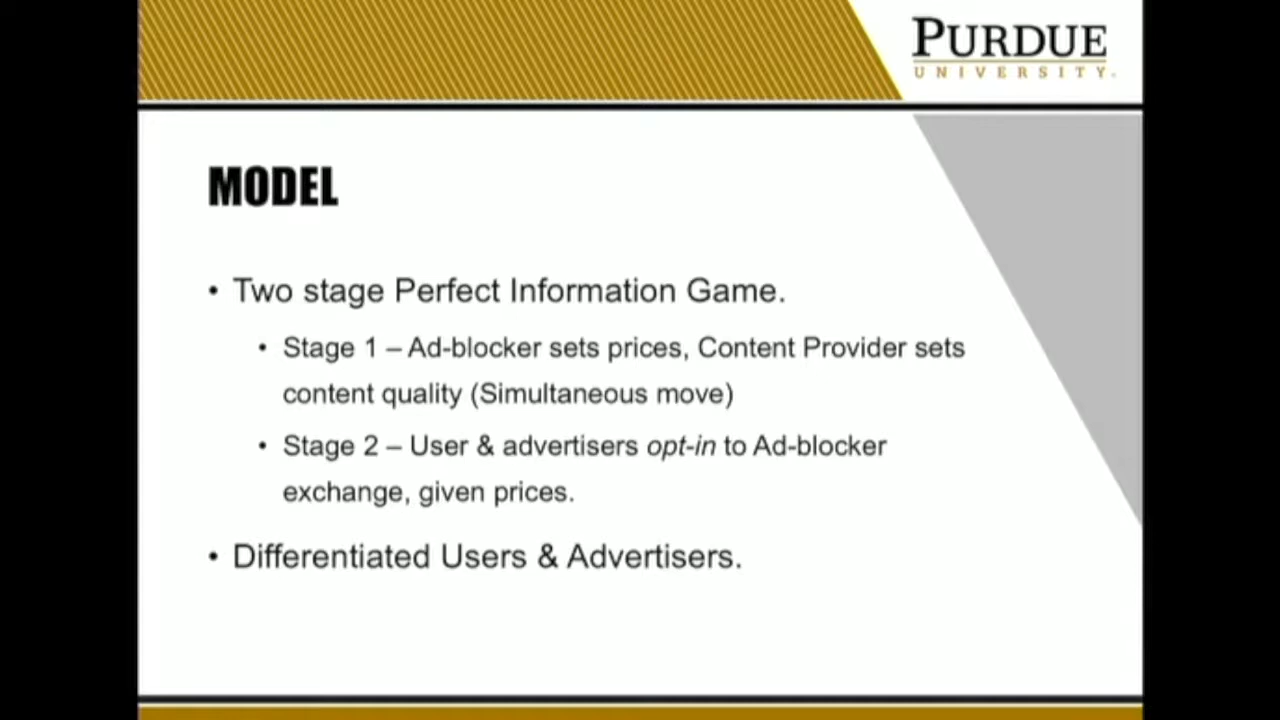 PURDUE
UNIVERSITY
MODEL
• Two stage Perfect Information Game.
• Stage 1 – Ad-blocker sets prices, Content Provider sets
content quality (Simultaneous move)
• Stage 2 – User & advertisers opt-in to Ad-blocker
exchange, given prices.
• Differentiated Users & Advertisers.